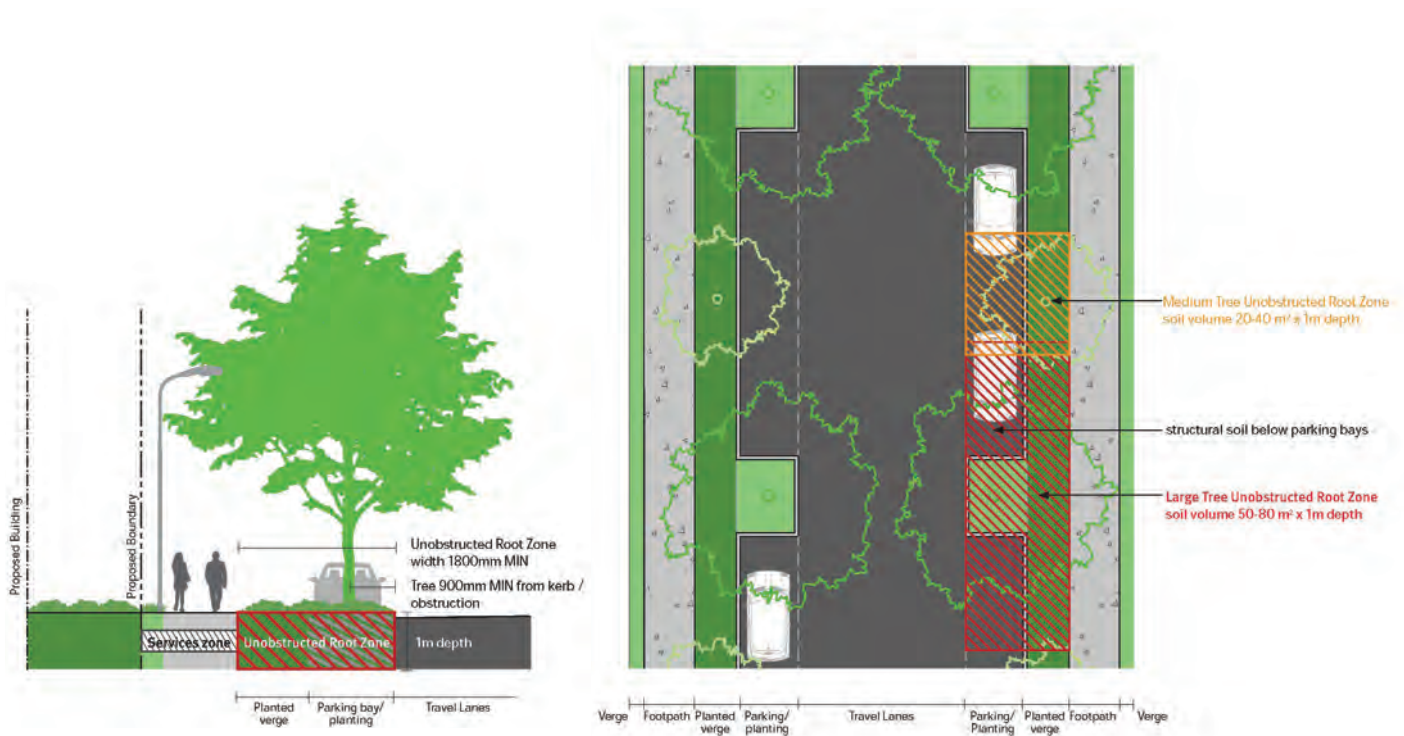 Proposed Building
Proposed Boundary
Unobstructed Root Zone
width 1800mm MIN
Tree 900mm MIN from kerb /
obstruction
Services zone
Unobstructed Root Zone
1m depth
Planted
verge
Parking bay/
planting
Travel Lanes
Medium Tree Unobstructed Root Zone
soil volume 20-40 m² x 1m depth
structural soil below parking bays
Large Tree Unobstructed Root Zone
soil volume 50-80 m² x 1m depth
Verge
Footpath
Planted
verge
Parking/
planting
Travel Lanes
Parking/
Planting
Planted
verge
Footpath
Verge